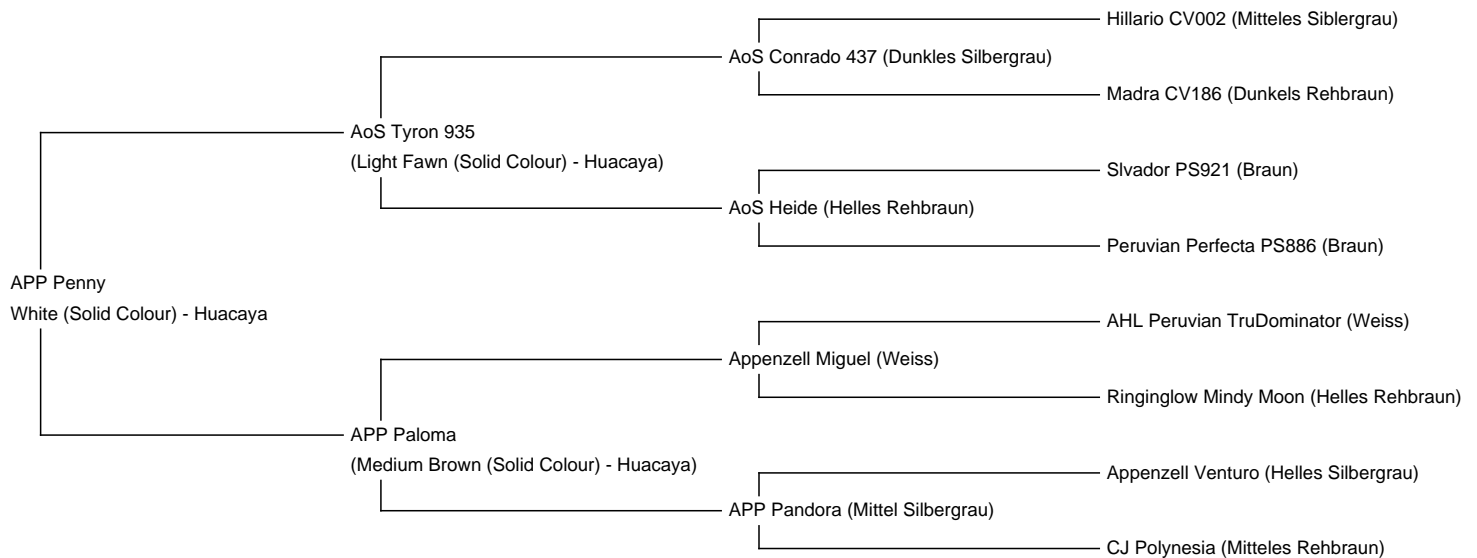 Hillario CV002 (Mitteles Siblergrau)
AoS Conrado 437 (Dunkles Silbergrau)
Madra CV186 (Dunkels Rehbraun)
AoS Tyron 935
(Light Fawn (Solid Colour) - Huacaya)
Slvador PS921 (Braun)
AoS Heide (Helles Rehbraun)
Peruvian Perfecta PS886 (Braun)
APP Penny
White (Solid Colour) - Huacaya
AHL Peruvian TruDominator (Weiss)
Appenzell Miguel (Weiss)
Ringinglow Mindy Moon (Helles Rehbraun)
APP Paloma
(Medium Brown (Solid Colour) - Huacaya)
Appenzell Venturo (Helles Silbergrau)
APP Pandora (Mittel Silbergrau)
CJ Polynesia (Mitteles Rehbraun)